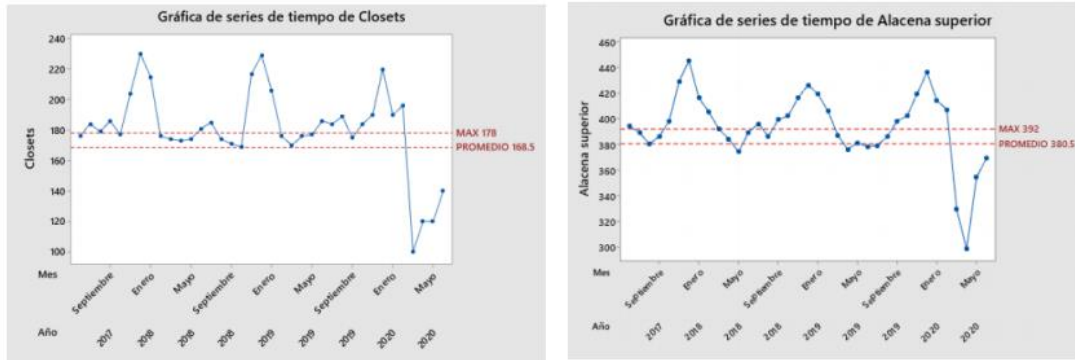 Gráfica de series de tiempo de Closets
240
220
200
180
160
140
120
100
Closets
MAX 178
PROMEDIO 168.5
Mes
Septiembre
Enero
Mayo
Septiembre
Enero
Mayo
Septiembre
Enero
Mayo
Año
2017
2018
2018
2018
2019
2019
2019
2020
2020
Gráfica de series de tiempo de Alacena superior
460
440
420
400
380
360
340
320
300
Alacena superior
MAX 392
PROMEDIO 380.5
Mes
Septiembre
Enero
Mayo
Septiembre
Enero
Mayo
Septiembre
Enero
Mayo
Año
2017
2018
2018
2018
2019
2019
2019
2020
2020